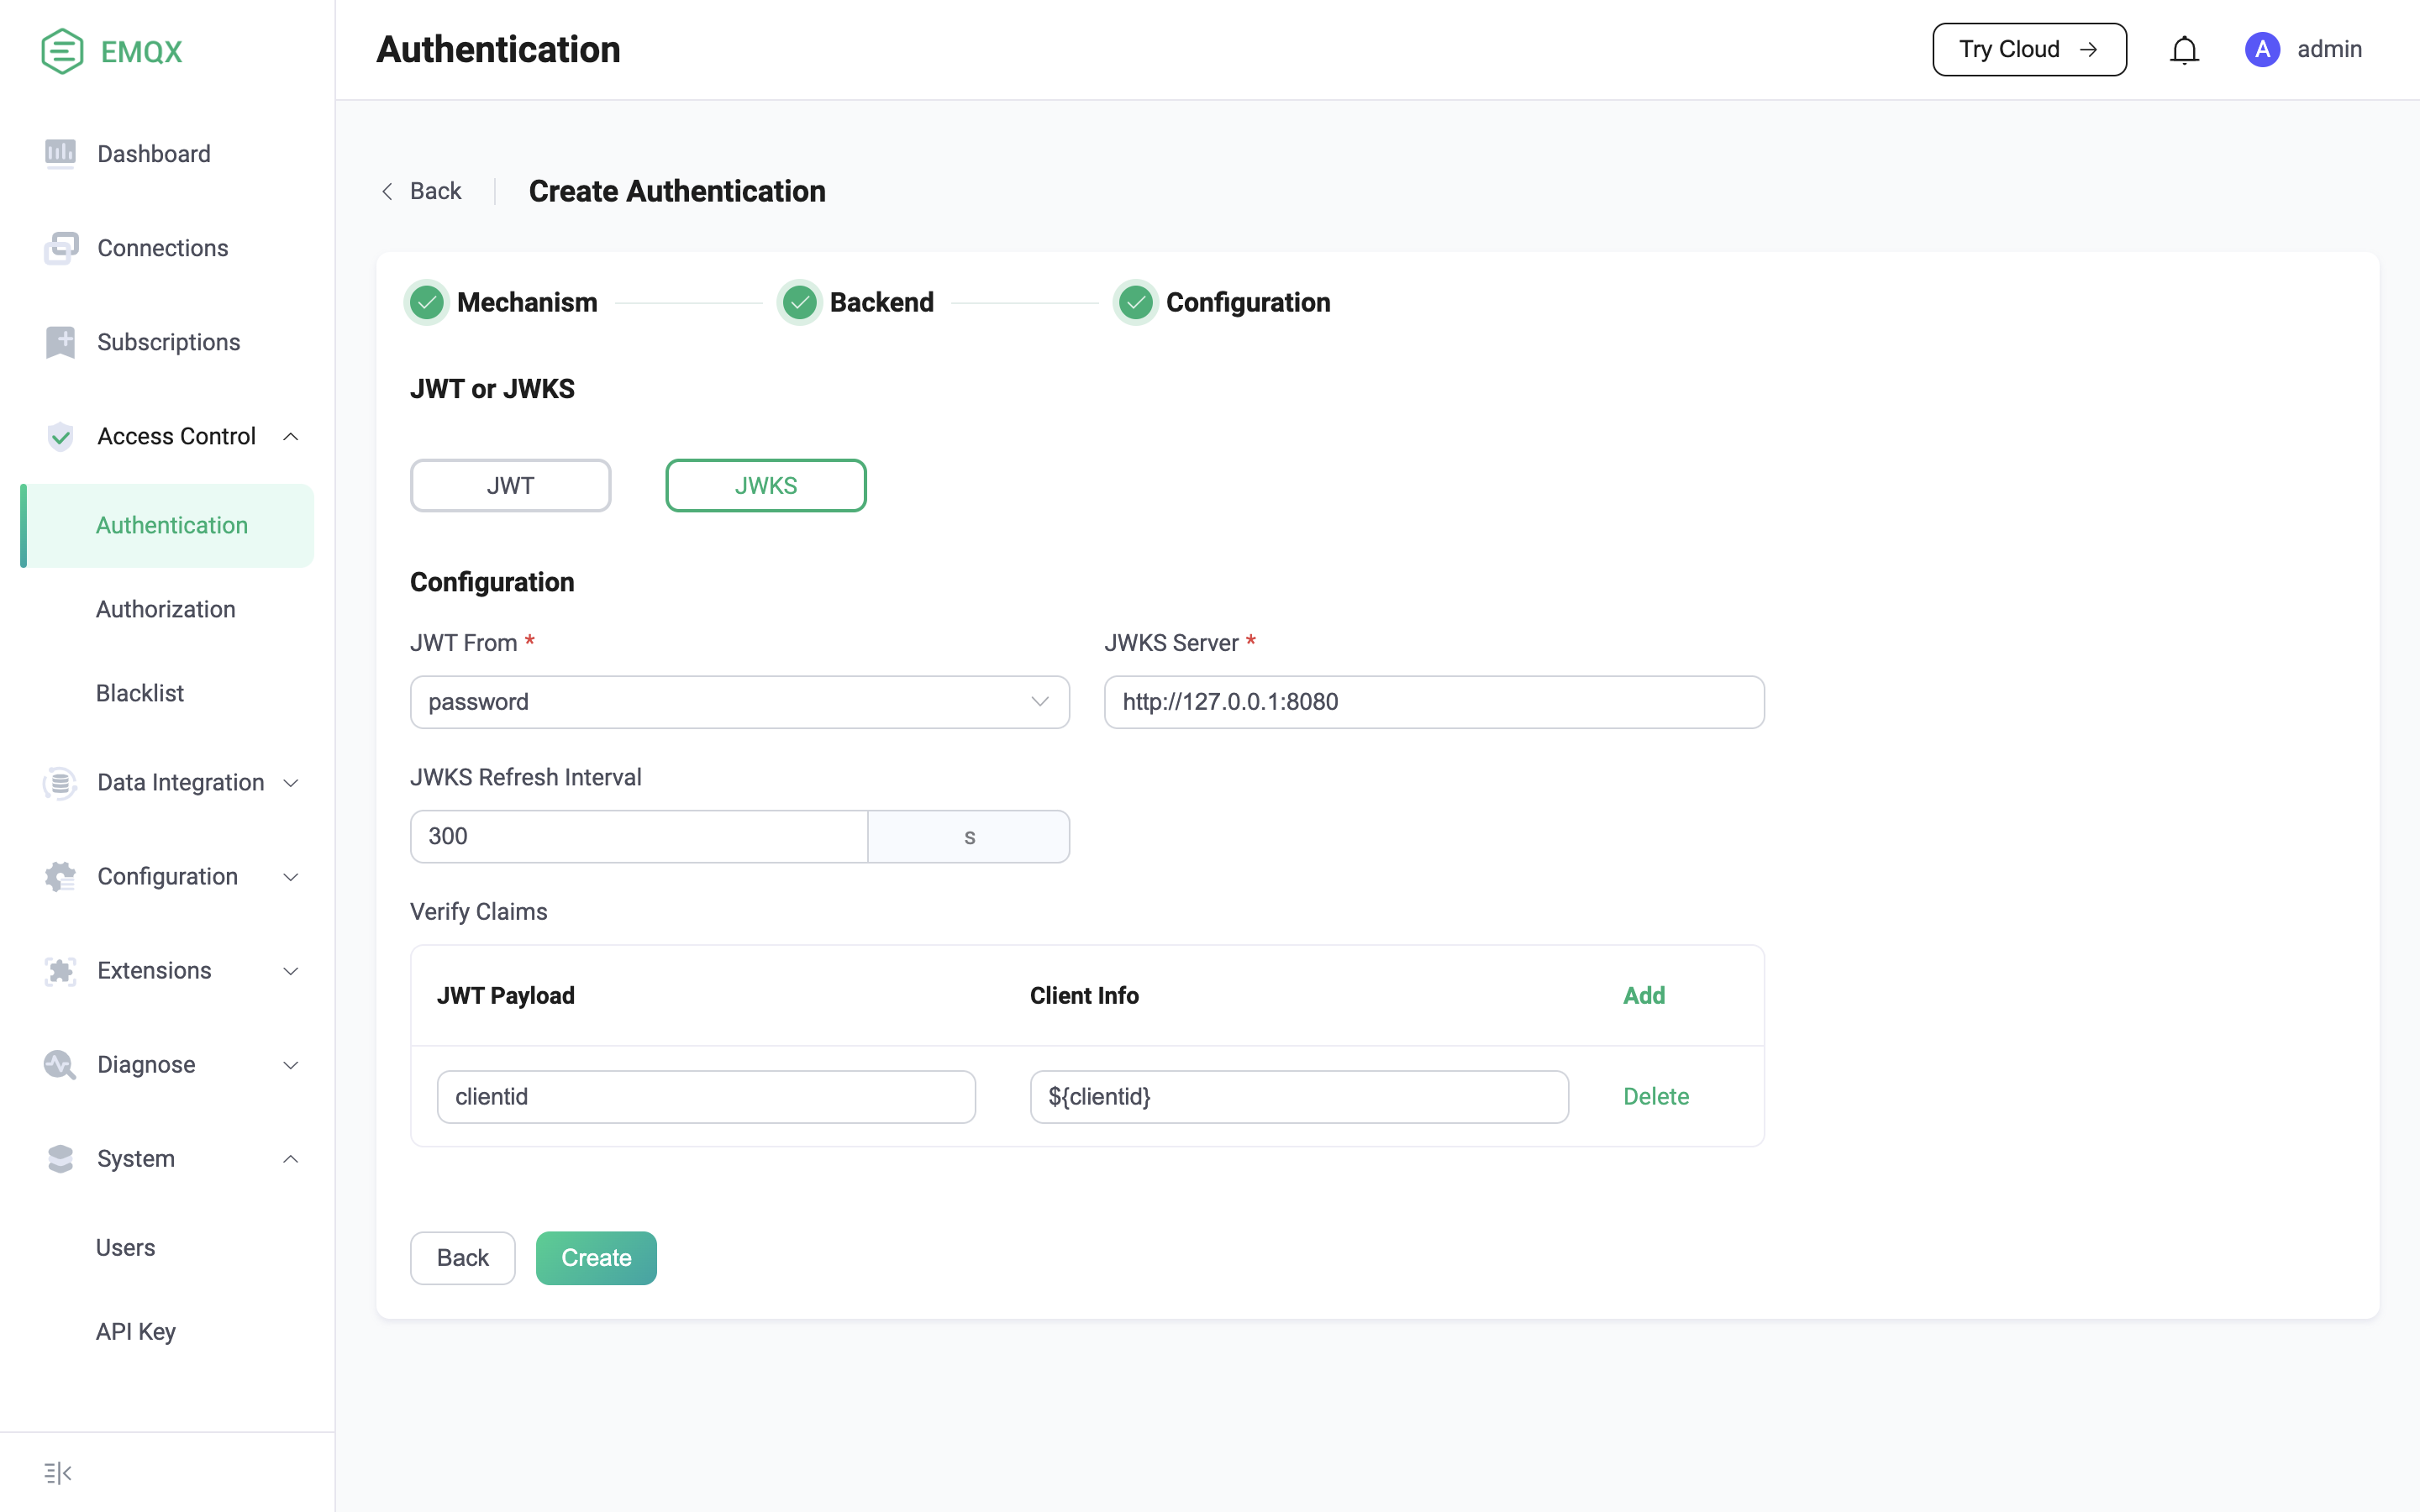 EMQX
Dashboard
Connections
Subscriptions
Access Control
Authentication
Authorization
Blacklist
Data Integration
Configuration
Extensions
Diagnose
System
Users
API Key
Authentication
Try Cloud →
A admin
Back
Create Authentication
Mechanism
Backend
Configuration
JWT or JWKS
JWT
JWKS
Configuration
JWT From *
JWKS Server *
password
http://127.0.0.1:8080
JWKS Refresh Interval
300 s
Verify Claims
JWT Payload Client Info Add
clientid ${clientid} Delete
Back Create